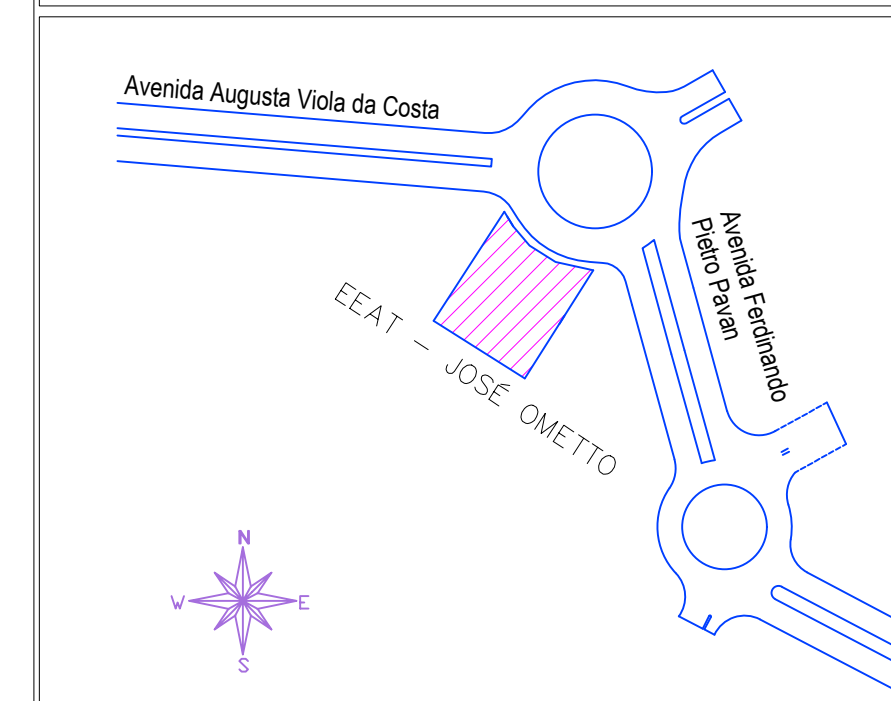 Avenida Augusta Viola da Costa
Avenida Ferdinando
Pietro Pavan
EEAT - JOSÉ OMETTO
N
W E
S